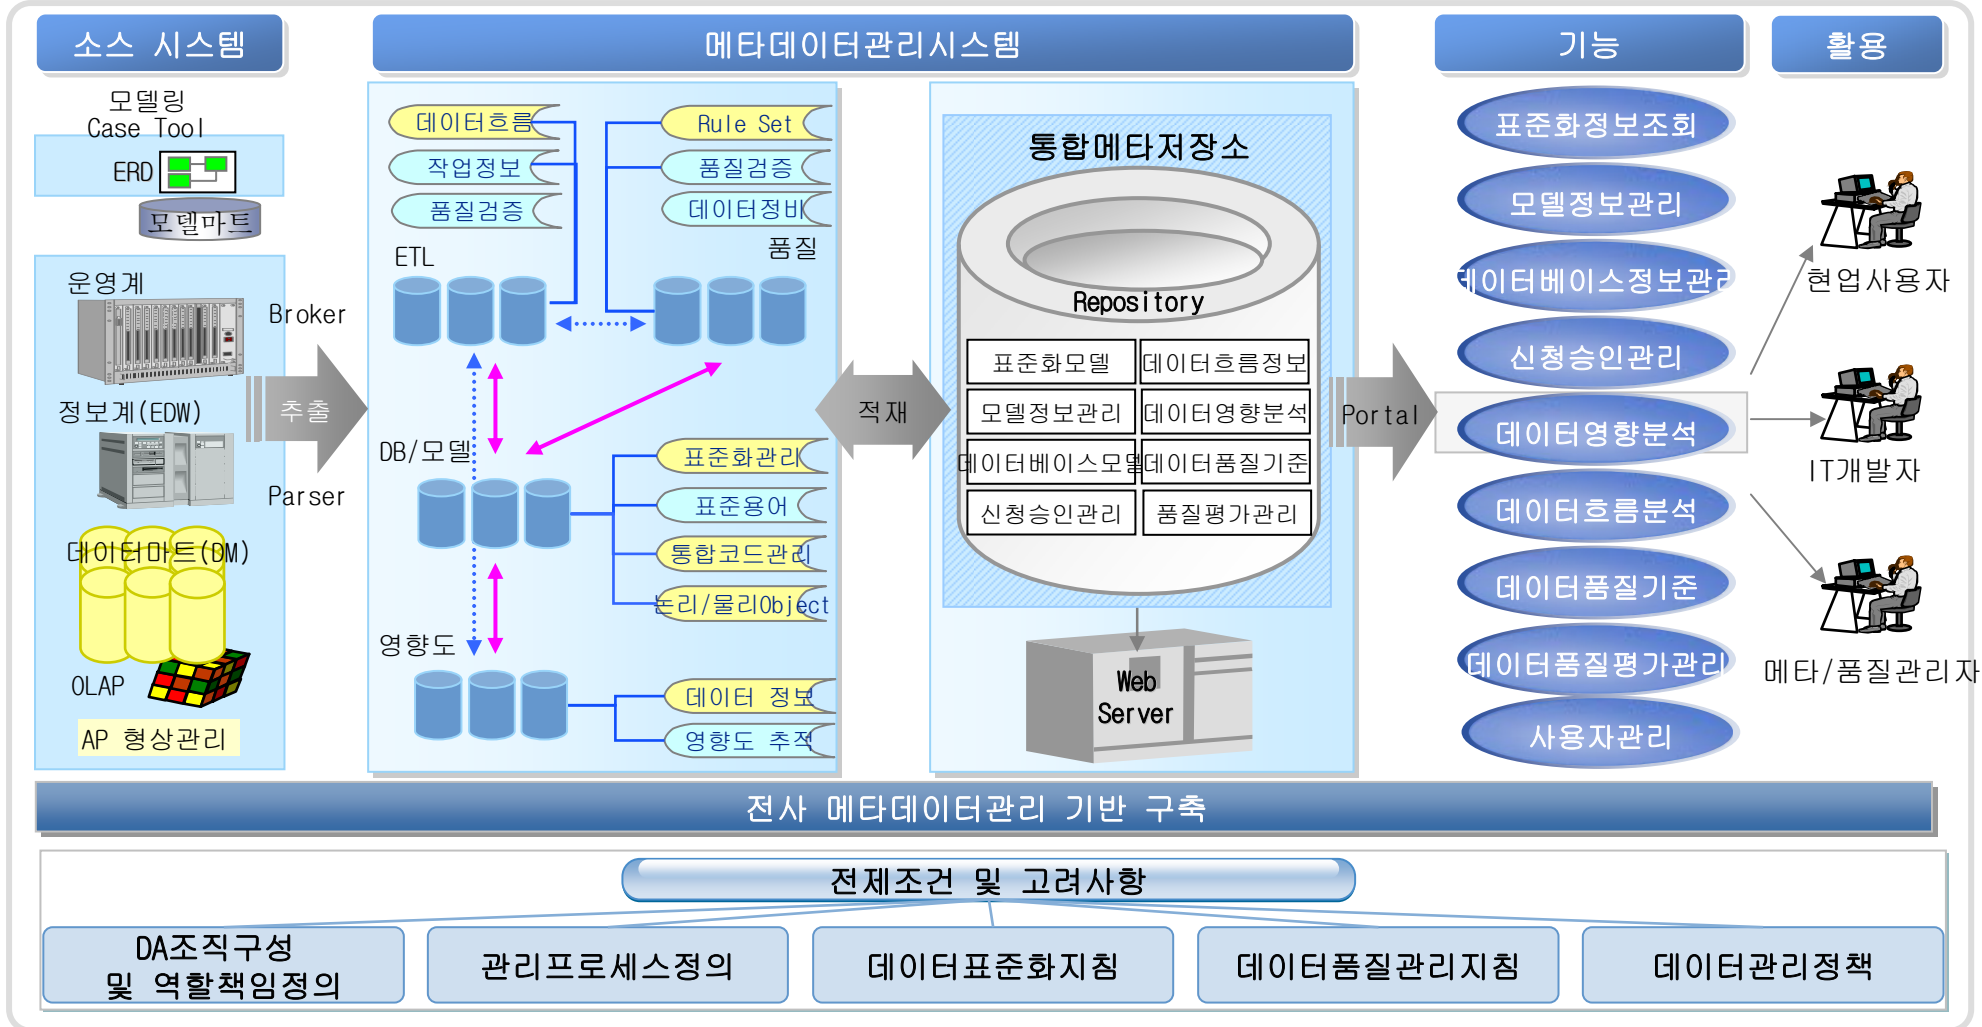 소스 시스템
메타데이터관리시스템
기능
활용
모델링
Case Tool
ERD
모델마트
운영계
정보계(EDW)
데이터마트(DM)
OLAP
AP 형상관리
Broker
추출
Parser
데이터흐름
작업정보
품질검증
ETL
Rule Set
품질검증
데이터정비
품질
DB/모델
표준화관리
표준용어
통합코드관리
논리/물리Object
영향도
데이터 정보
영향도 추적
적재
통합메타저장소
Repository
표준화모델
데이터흐름정보
모델정보관리
데이터영향분석
데이터베이스모델
데이터품질기준
신청승인관리
품질평가관리
Web
Server
Portal
표준화정보조회
모델정보관리
데이터베이스정보관리
신청승인관리
데이터영향분석
데이터흐름분석
데이터품질기준
데이터품질평가관리
사용자관리
현업사용자
IT개발자
메타/품질관리자
전사 메타데이터관리 기반 구축
전제조건 및 고려사항
DA조직구성
및 역할책임정의
관리프로세스정의
데이터표준화지침
데이터품질관리지침
데이터관리정책